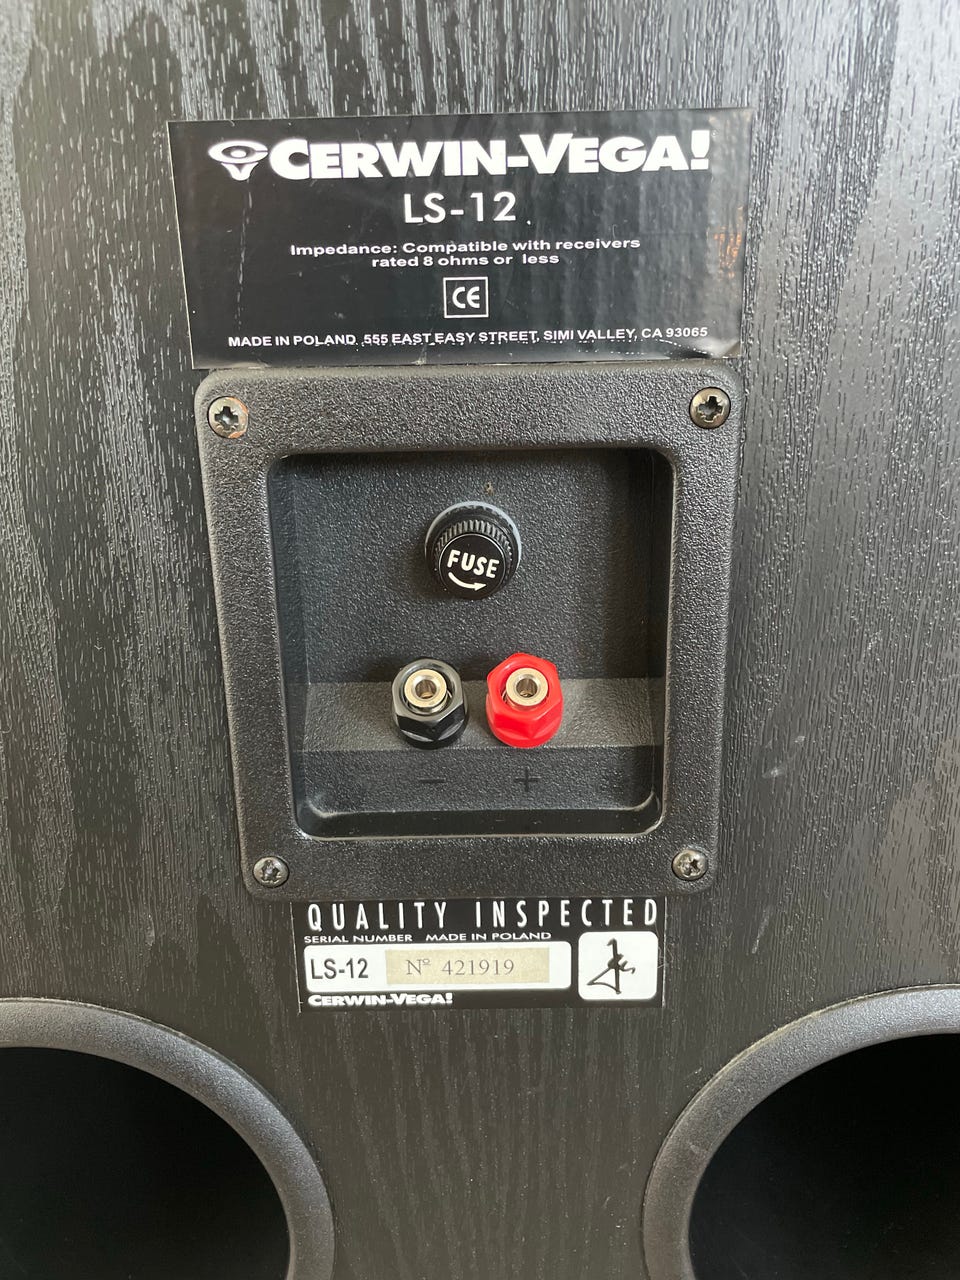 CERWIN-VEGA!
LS-12
Impedance: Compatible with receivers
rated 8 ohms or less
CE
MADE IN POLAND 555 EAST EASY STREET, SIMI VALLEY, CA 93065
FUSE
− +
QUALITY INSPECTED
SERIAL NUMBER MADE IN POLAND
LS-12 Nº 421919
CERWIN-VEGA!